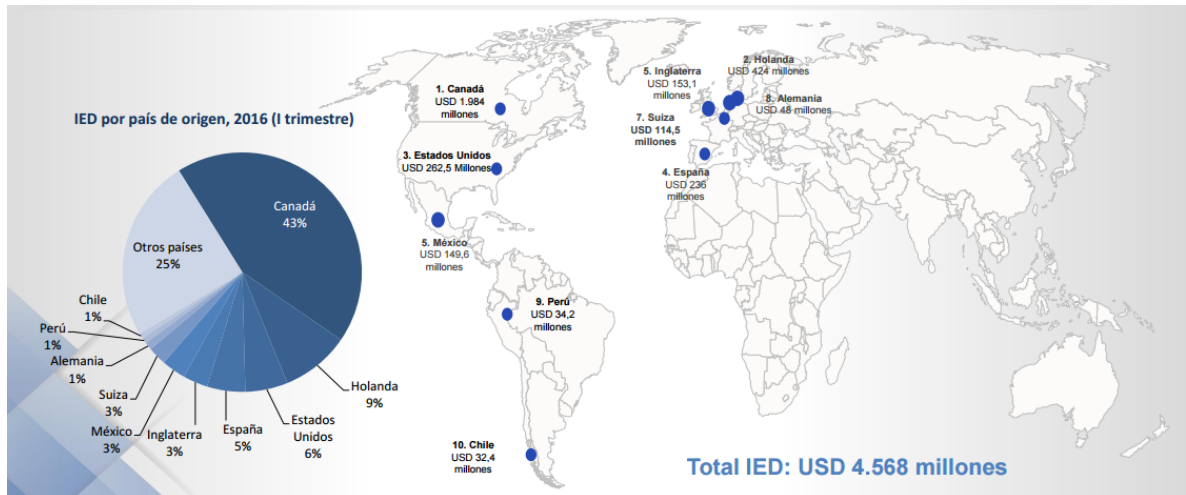 IED por país de origen, 2016 (I trimestre)
Canadá
43%
Otros países
25%
Chile
1%
Perú
1%
Alemania
1%
Suiza
3%
México
3%
Inglaterra
3%
España
5%
Estados
Unidos
6%
Holanda
9%
1. Canadá
USD 1.984
millones
3. Estados Unidos
USD 262,5 Millones
5. México
USD 149,6
millones
9. Perú
USD 34,2
millones
10. Chile
USD 32,4
millones
5. Inglaterra
USD 153,1
millones
2. Holanda
USD 424 millones
8. Alemania
USD 48 millones
7. Suiza
USD 114,5
millones
4. España
USD 236
millones
Total IED: USD 4.568 millones